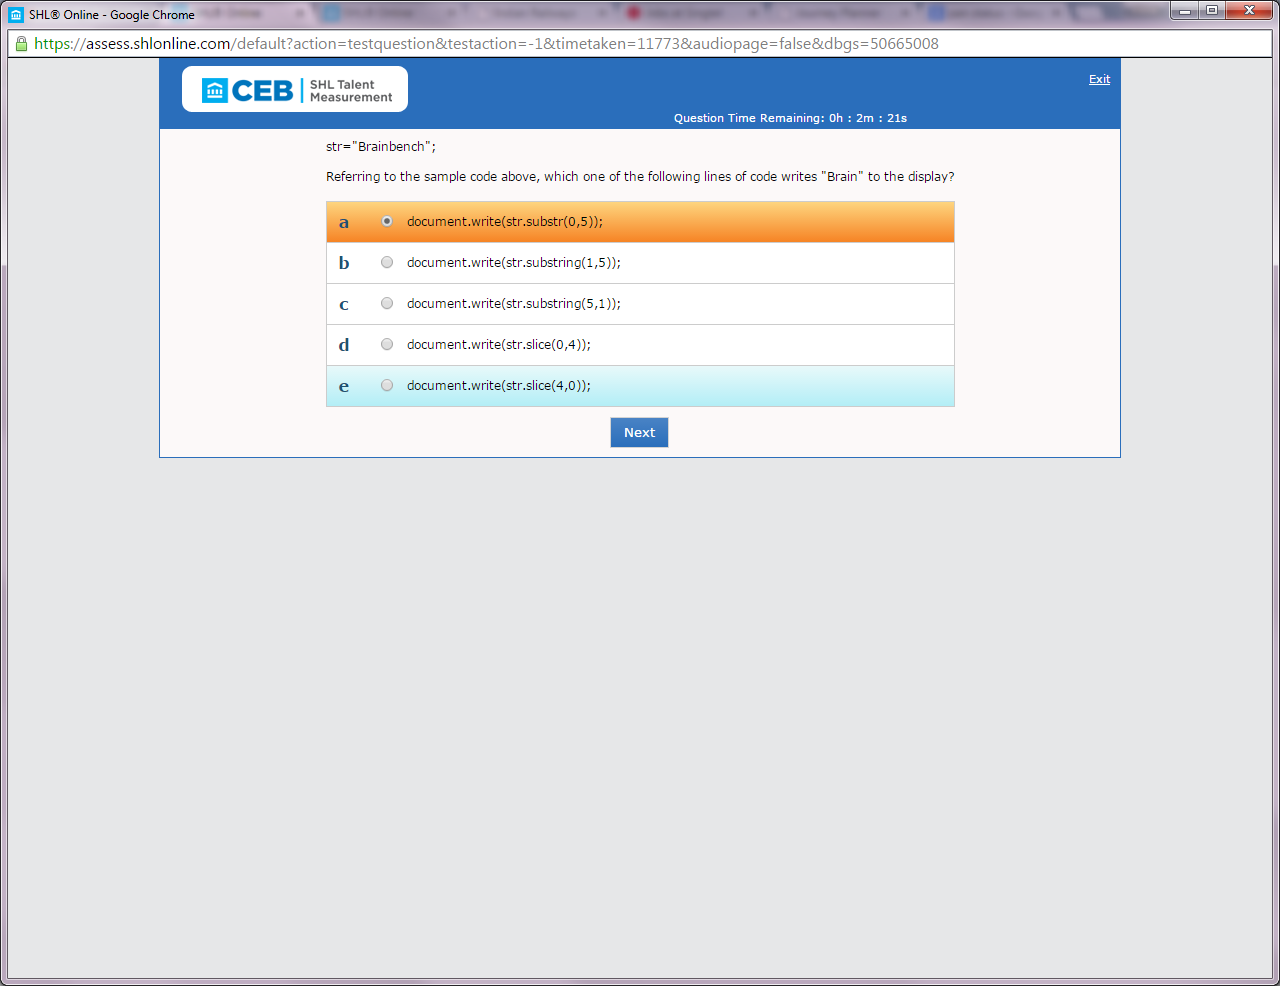 SHL® Online - Google Chrome
https://assess.shlonline.com/default?action=testquestion&testaction=-1&timetaken=11773&audiopage=false&dbgs=50665008
CEB SHL Talent Measurement
Exit
Question Time Remaining: 0h : 2m : 21s
str="Brainbench";
Referring to the sample code above, which one of the following lines of code writes "Brain" to the display?
a document.write(str.substr(0,5));
b document.write(str.substring(1,5));
c document.write(str.substring(5,1));
d document.write(str.slice(0,4));
e document.write(str.slice(4,0));
Next